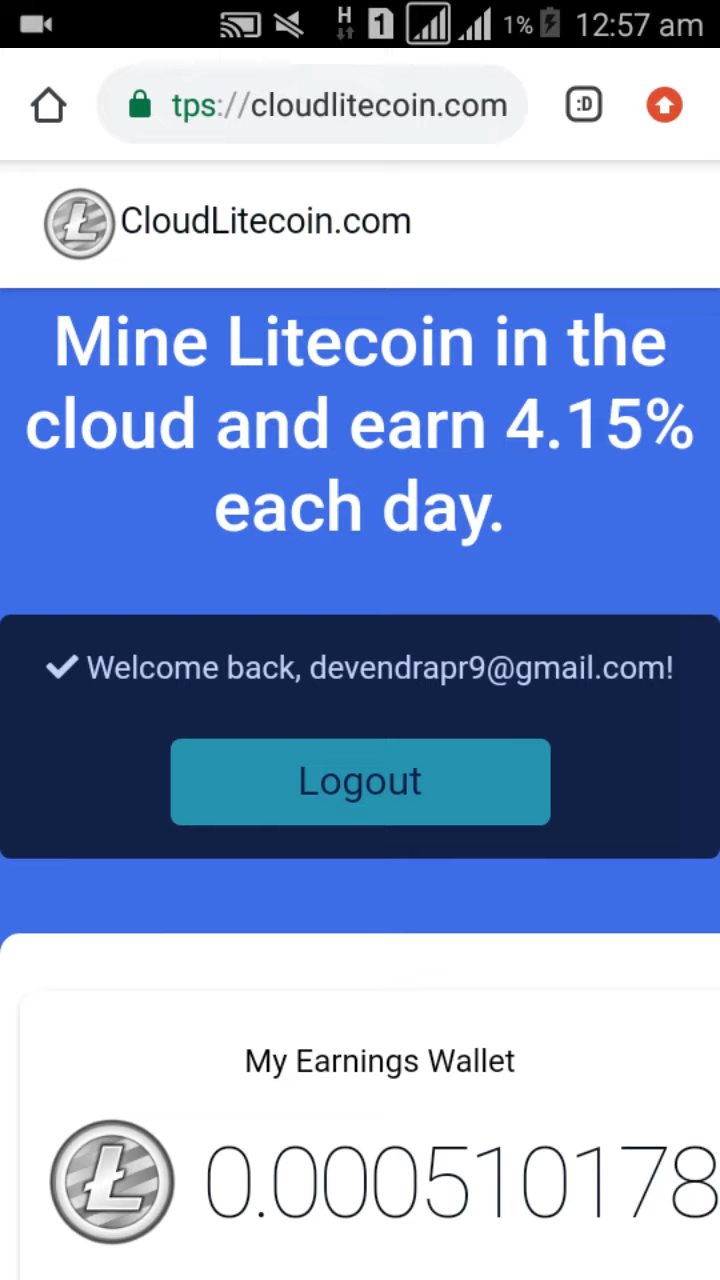 H 1 1% 12:57 am
tps://cloudlitecoin.com :D
CloudLitecoin.com
Mine Litecoin in the
cloud and earn 4.15%
each day.
Welcome back, devendrapr9@gmail.com!
Logout
My Earnings Wallet
0.000510178